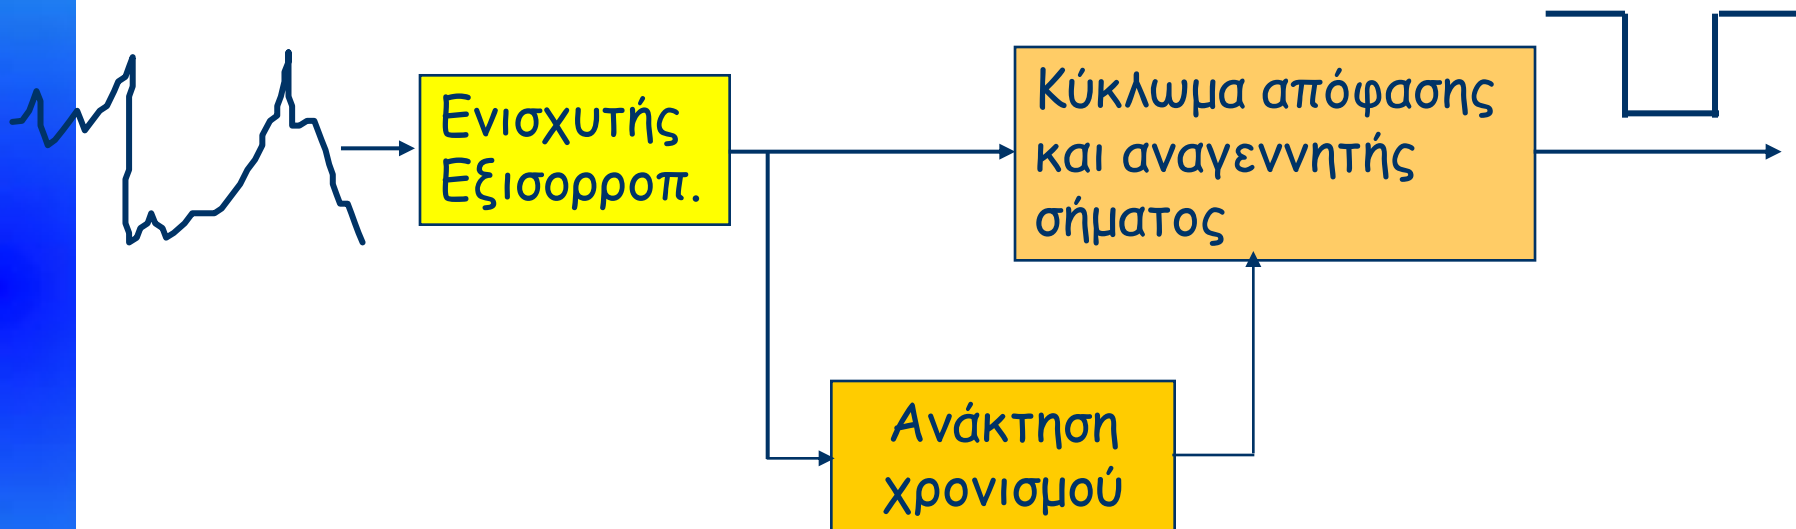 Ενισχυτής
Εξισορροπ.
Κύκλωμα απόφασης
και αναγεννητής
σήματος
Ανάκτηση
χρονισμού